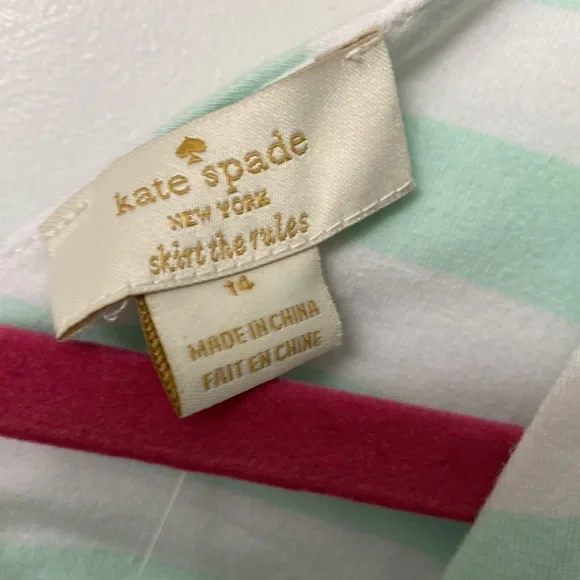 kate spade
NEW YORK
skirt the rules
14
MADE IN CHINA
FAIT EN CHINE